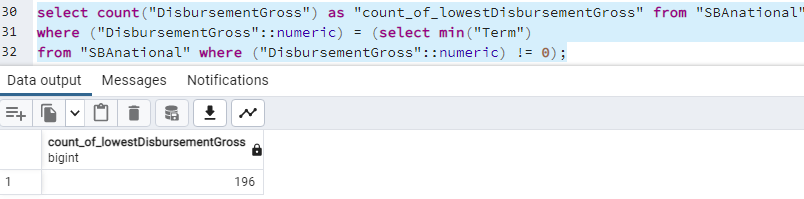 30 select count("DisbursementGross") as "count_of_lowestDisbursementGross" from "SBAnational"
31 where ("DisbursementGross"::numeric) = (select min("Term")
32 from "SBAnational" where ("DisbursementGross"::numeric) != 0);
Data output Messages Notifications
count_of_lowestDisbursementGross
bigint
1 196